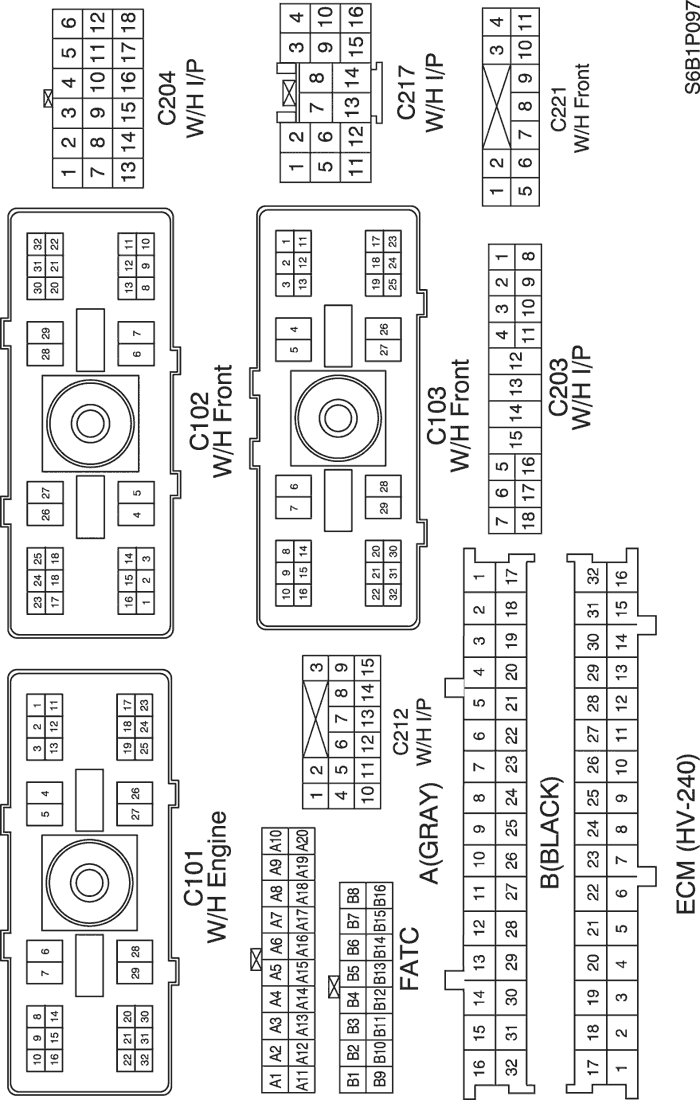 10 9 8 7 6 5 4 3 2 1
16 15 14 13 12 11
22 21 20 29 28 27 26 19 18 17
32 31 30 25 24 23
C101
W/H Engine
23 24 25 26 27 28 29 30 31 32
17 18 18 20 21 22
16 15 14 4 5 6 7 13 12 11
1 2 3 8 9 10
C102
W/H Front
1 2 3 4 5 6
7 8 9 10 11 12
13 14 15 16 17 18
C204
W/H I/P
A1 A2 A3 A4 A5 A6 A7 A8 A9 A10
A11 A12 A13 A14 A15 A16 A17 A18 A19 A20
B1 B2 B3 B4 B5 B6 B7 B8
B9 B10 B11 B12 B13 B14 B15 B16
FATC
1 2 3
4 5 6 7 8 9
10 11 12 13 14 15
C212
W/H I/P
10 9 8 7 6 5 4 3 2 1
16 15 14 13 12 11
22 21 20 29 28 27 26 19 18 17
32 31 30 25 24 23
C103
W/H Front
1 2 3 4
5 6 7 8 9 10
11 12 13 14 15 16
C217
W/H I/P
A(GRAY)
16 15 14 13 12 11 10 9 8 7 6 5 4 3 2 1
32 31 30 29 28 27 26 25 24 23 22 21 20 19 18 17
B(BLACK)
17 18 19 20 21 22 23 24 25 26 27 28 29 30 31 32
1 2 3 4 5 6 7 8 9 10 11 12 13 14 15 16
ECM (HV-240)
7 6 5 4 3 2 1
18 17 16 15 14 13 12 11 10 9 8
C203
W/H I/P
1 2 3 4
5 6 7 8 9 10 11
C221
W/H Front
S6B1P097